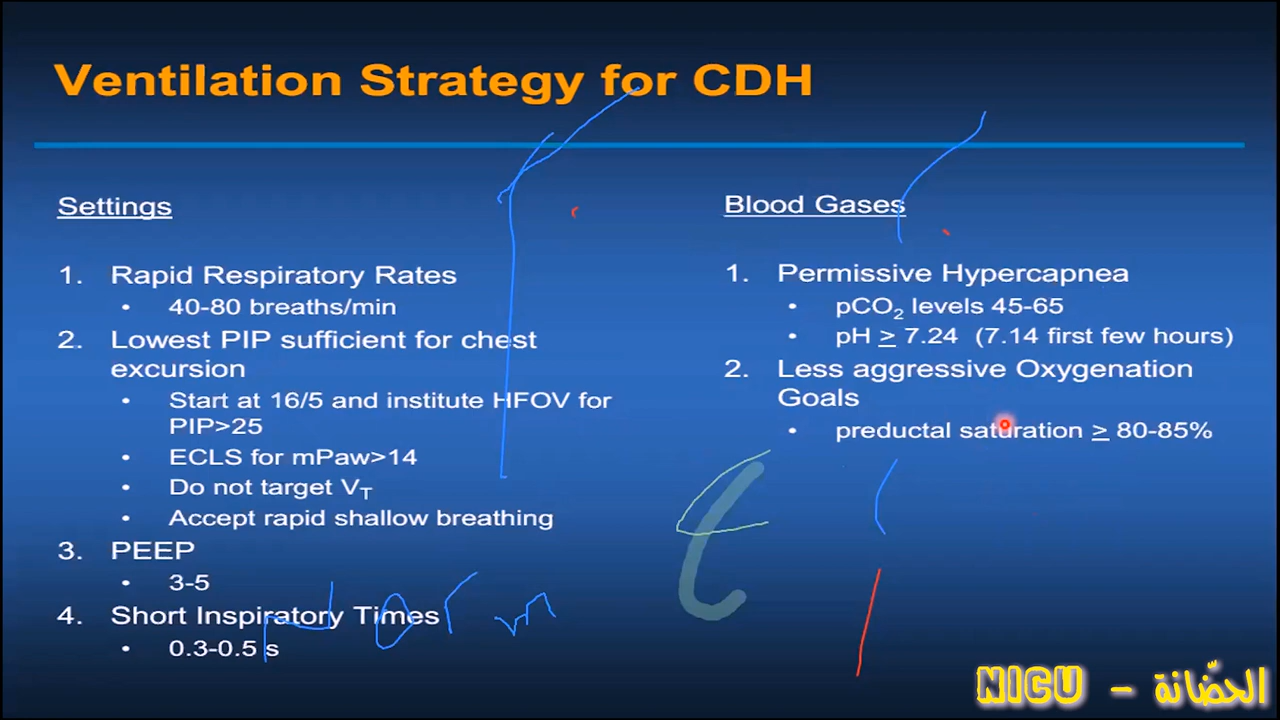 Ventilation Strategy for CDH
Settings
1. Rapid Respiratory Rates
• 40-80 breaths/min
2. Lowest PIP sufficient for chest
excursion
• Start at 16/5 and institute HFOV for
PIP>25
• ECLS for mPaw>14
• Do not target V_T
• Accept rapid shallow breathing
3. PEEP
• 3-5
4. Short Inspiratory Times
• 0.3-0.5 s
Blood Gases
1. Permissive Hypercapnea
• pCO₂ levels 45-65
• pH ≥ 7.24 (7.14 first few hours)
2. Less aggressive Oxygenation
Goals
• preductal saturation ≥ 80-85%
NICU - الحضّانة